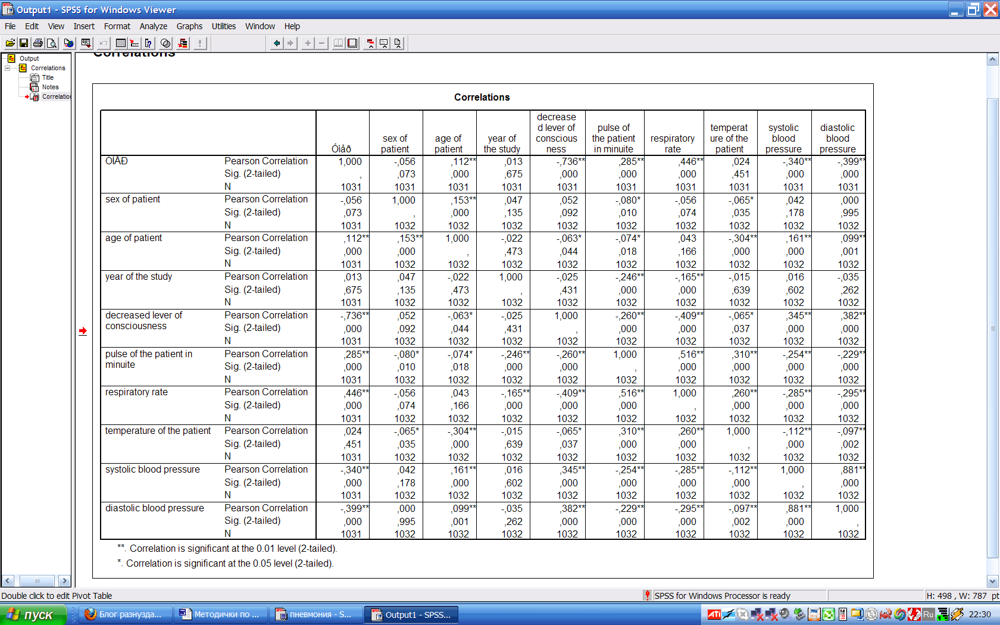 Output1 - SPSS for Windows Viewer
File Edit View Insert Format Analyze Graphs Utilities Window Help
Output
Correlations
Title
Notes
Correlation
Correlations
Correlations
Óìåð
sex of patient
age of patient
year of the study
decrease d lever of conscious ness
pulse of the patient in minuite
respiratory rate
temperat ure of the patient
systolic blood pressure
diastolic blood pressure
ÓÌÅÐ Pearson Correlation 1,000 -,056 ,112** ,013 -,736** ,285** ,446** ,024 -,340** -,399**
Sig. (2-tailed) , ,073 ,000 ,675 ,000 ,000 ,000 ,451 ,000 ,000
N 1031 1031 1031 1031 1031 1031 1031 1031 1031 1031
sex of patient Pearson Correlation -,056 1,000 ,153** ,047 ,052 -,080* -,056 -,065* ,042 ,000
Sig. (2-tailed) ,073 , ,000 ,135 ,092 ,010 ,074 ,035 ,178 ,995
N 1031 1032 1032 1032 1032 1032 1032 1032 1032 1032
age of patient Pearson Correlation ,112** ,153** 1,000 -,022 -,063* -,074* ,043 -,304** ,161** ,099**
Sig. (2-tailed) ,000 ,000 , ,473 ,044 ,018 ,166 ,000 ,000 ,001
N 1031 1032 1032 1032 1032 1032 1032 1032 1032 1032
year of the study Pearson Correlation ,013 ,047 -,022 1,000 -,025 -,246** -,165** -,015 ,016 -,035
Sig. (2-tailed) ,675 ,135 ,473 , ,431 ,000 ,000 ,639 ,602 ,262
N 1031 1032 1032 1032 1032 1032 1032 1032 1032 1032
decreased lever of Pearson Correlation -,736** ,052 -,063* -,025 1,000 -,260** -,409** -,065* ,345** ,382**
consciousness Sig. (2-tailed) ,000 ,092 ,044 ,431 , ,000 ,000 ,037 ,000 ,000
N 1031 1032 1032 1032 1032 1032 1032 1032 1032 1032
pulse of the patient in Pearson Correlation ,285** -,080* -,074* -,246** -,260** 1,000 ,516** ,310** -,254** -,229**
minuite Sig. (2-tailed) ,000 ,010 ,018 ,000 ,000 , ,000 ,000 ,000 ,000
N 1031 1032 1032 1032 1032 1032 1032 1032 1032 1032
respiratory rate Pearson Correlation ,446** -,056 ,043 -,165** -,409** ,516** 1,000 ,260** -,285** -,295**
Sig. (2-tailed) ,000 ,074 ,166 ,000 ,000 ,000 , ,000 ,000 ,000
N 1031 1032 1032 1032 1032 1032 1032 1032 1032 1032
temperature of the patient Pearson Correlation ,024 -,065* -,304** -,015 -,065* ,310** ,260** 1,000 -,112** -,097**
Sig. (2-tailed) ,451 ,035 ,000 ,639 ,037 ,000 ,000 , ,000 ,002
N 1031 1032 1032 1032 1032 1032 1032 1032 1032 1032
systolic blood pressure Pearson Correlation -,340** ,042 ,161** ,016 ,345** -,254** -,285** -,112** 1,000 ,881**
Sig. (2-tailed) ,000 ,178 ,000 ,602 ,000 ,000 ,000 ,000 , ,000
N 1031 1032 1032 1032 1032 1032 1032 1032 1032 1032
diastolic blood pressure Pearson Correlation -,399** ,000 ,099** -,035 ,382** -,229** -,295** -,097** ,881** 1,000
Sig. (2-tailed) ,000 ,995 ,001 ,262 ,000 ,000 ,000 ,002 ,000 ,
N 1031 1032 1032 1032 1032 1032 1032 1032 1032 1032
**. Correlation is significant at the 0.01 level (2-tailed).
*. Correlation is significant at the 0.05 level (2-tailed).
Double click to edit Pivot Table SPSS for Windows Processor is ready H: 498 , W: 787 pt
пуск Блог разнузда... Методички по ... пневмония - S... Output1 - SPSS... ATI Ru 22:30